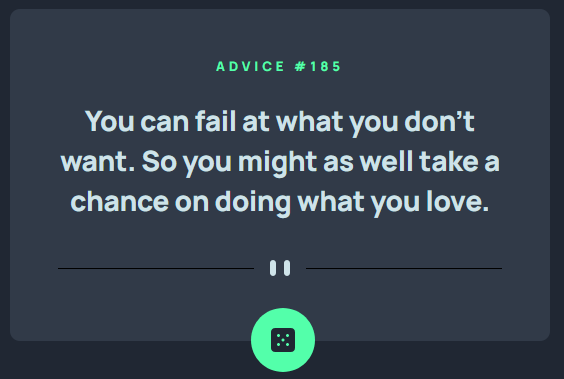 ADVICE #185
You can fail at what you don’t
want. So you might as well take a
chance on doing what you love.